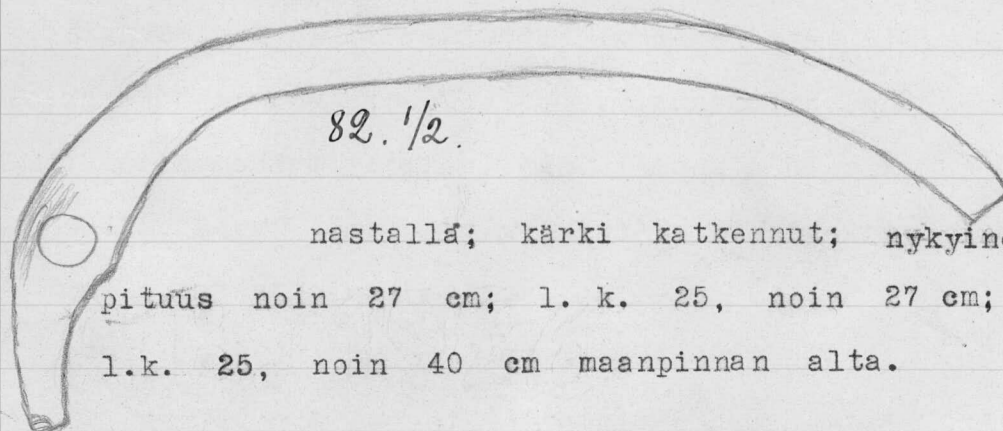 82. 1/2.
nastalla; kärki katkennut; nykyin
pituus noin 27 cm; l. k. 25, noin 27 cm;
l.k. 25, noin 40 cm maanpinnan alta.